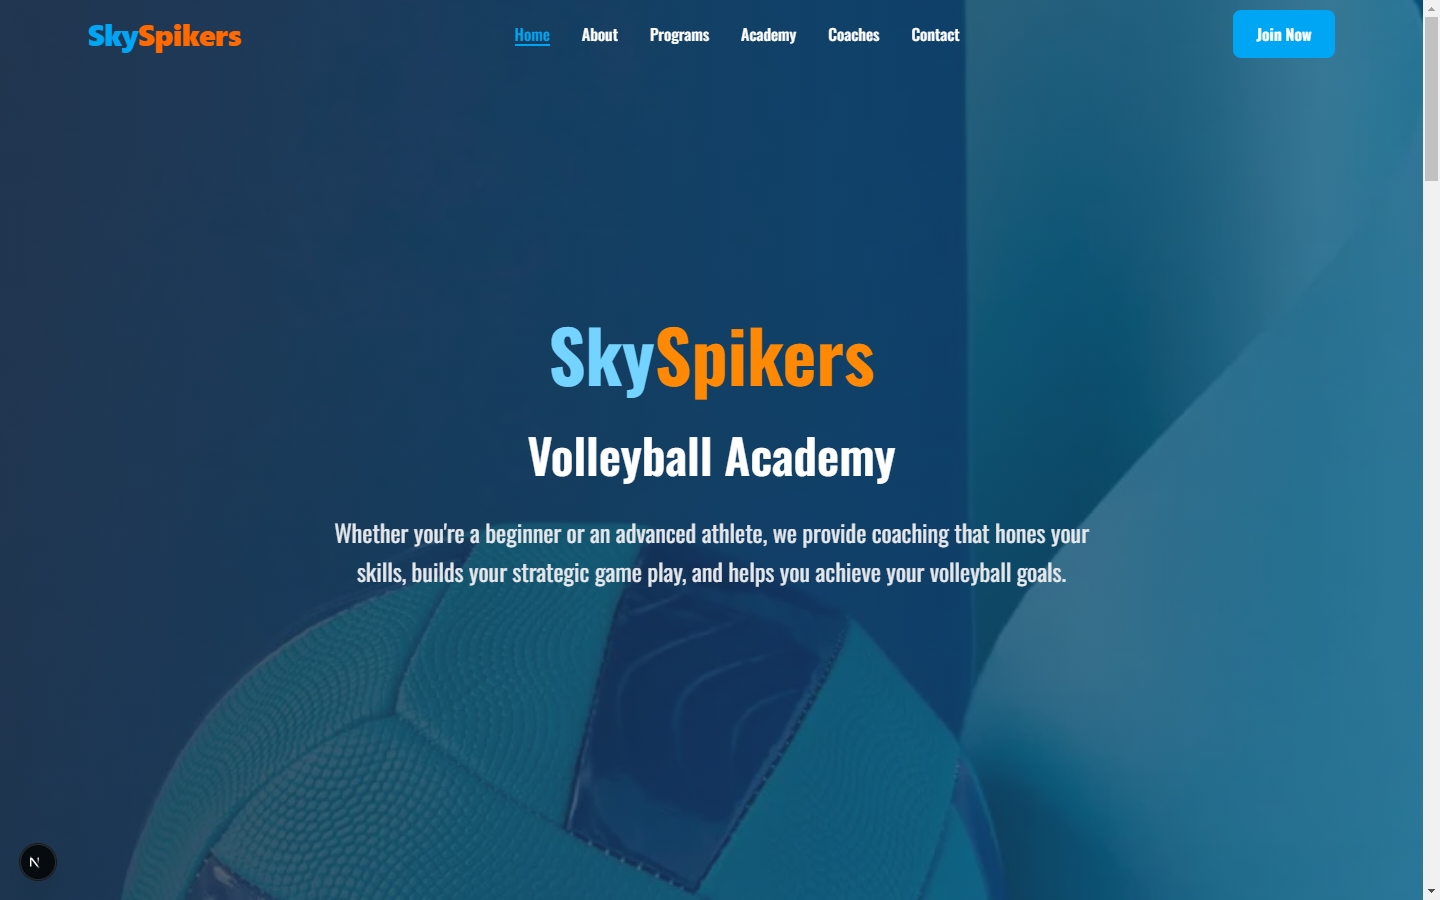 SkySpikers
Home About Programs Academy Coaches Contact
Join Now
SkySpikers
Volleyball Academy
Whether you're a beginner or an advanced athlete, we provide coaching that hones your
skills, builds your strategic game play, and helps you achieve your volleyball goals.
N